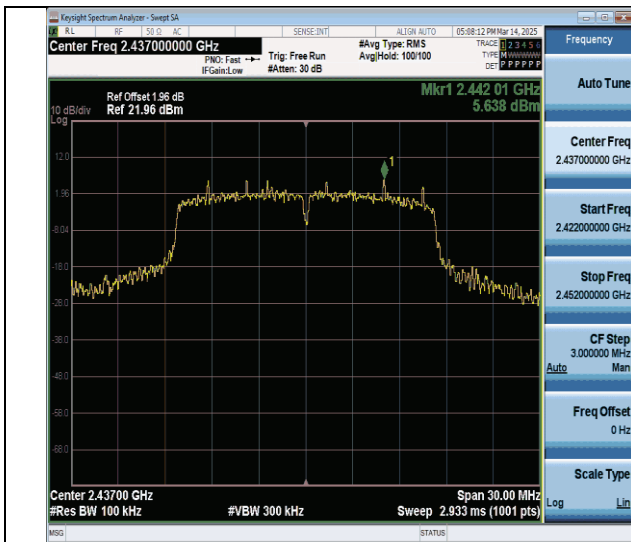 Keysight Spectrum Analyzer - Swept SA
RL RF 50 Ω AC SENSE:INT ALIGN AUTO 05:08:12 PM Mar 14, 2025
Center Freq 2.437000000 GHz
PNO: Fast
IFGain:Low
Trig: Free Run
#Atten: 30 dB
#Avg Type: RMS
Avg|Hold: 100/100
TRACE 1 2 3 4 5 6
TYPE M W W W W W
DET P P P P P P
10 dB/div
Log
Ref Offset 1.96 dB
Ref 21.96 dBm
Mkr1 2.442 01 GHz
5.638 dBm
12.0
1.96
-8.04
-18.0
-28.0
-38.0
-48.0
-58.0
-68.0
1
Center 2.43700 GHz
#Res BW 100 kHz
#VBW 300 kHz
Span 30.00 MHz
Sweep 2.933 ms (1001 pts)
MSG
STATUS
Frequency
Auto Tune
Center Freq
2.437000000 GHz
Start Freq
2.422000000 GHz
Stop Freq
2.452000000 GHz
CF Step
3.000000 MHz
Auto Man
Freq Offset
0 Hz
Scale Type
Log Lin